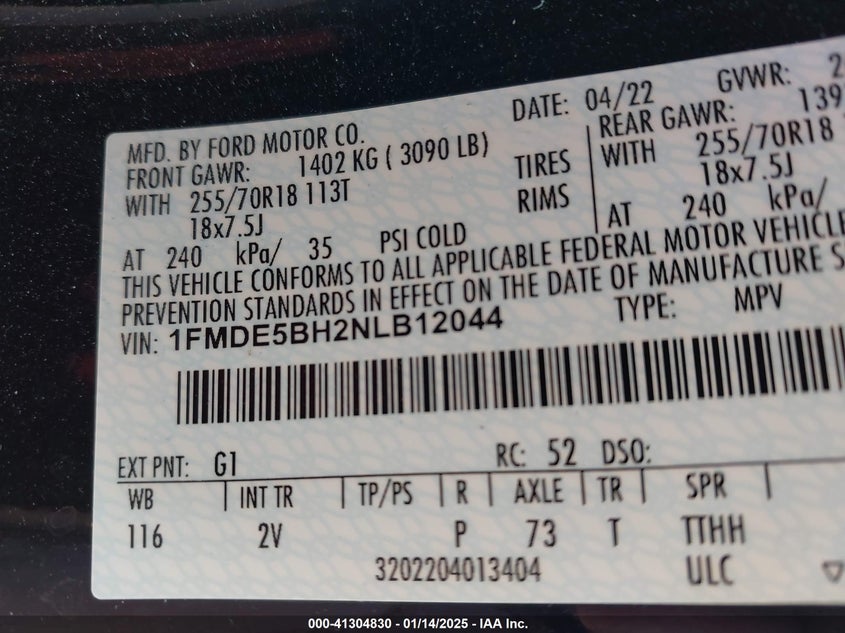 MFD. BY FORD MOTOR CO.
DATE: 04/22
GVWR: 2
FRONT GAWR: 1402 KG ( 3090 LB)
REAR GAWR: 139
WITH 255/70R18 113T
TIRES
WITH 255/70R18
18x7.5J
RIMS
18x7.5J
AT 240 kPa/ 35 PSI COLD
AT 240 kPa/
THIS VEHICLE CONFORMS TO ALL APPLICABLE FEDERAL MOTOR VEHICLE
PREVENTION STANDARDS IN EFFECT ON THE DATE OF MANUFACTURE S
VIN: 1FMDE5BH2NLB12044
TYPE: MPV
EXT PNT: G1
RC: 52 DSO:
WB INT TR TP/PS R AXLE TR SPR
116 2V P 73 T TTHH
3202204013404 ULC
000-41304830 - 01/14/2025 - IAA Inc.